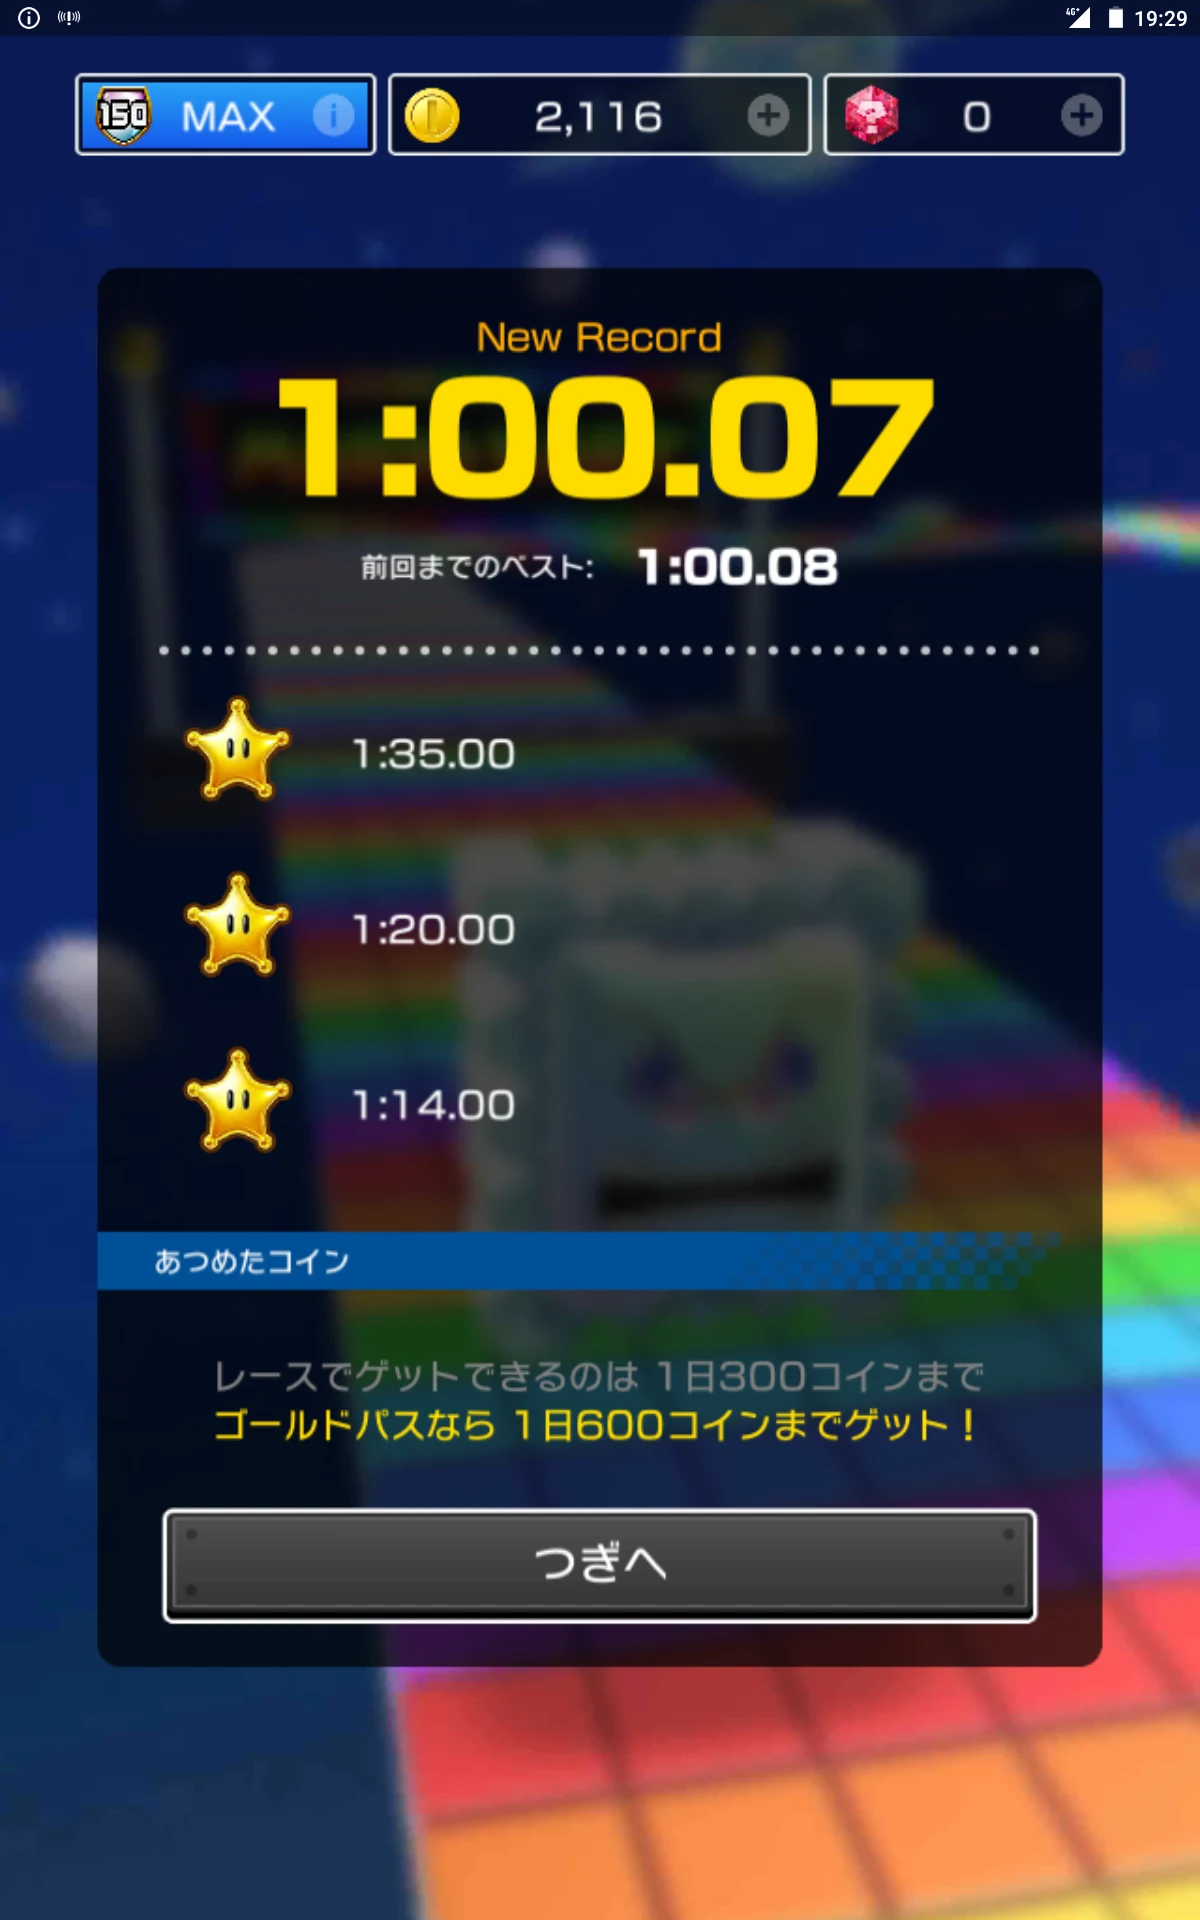 19:29
150 MAX
2,116
0
New Record
1:00.07
前回までのベスト: 1:00.08
1:35.00
1:20.00
1:14.00
あつめたコイン
レースでゲットできるのは 1日300コインまで
ゴールドパスなら 1日600コインまでゲット！
つぎへ